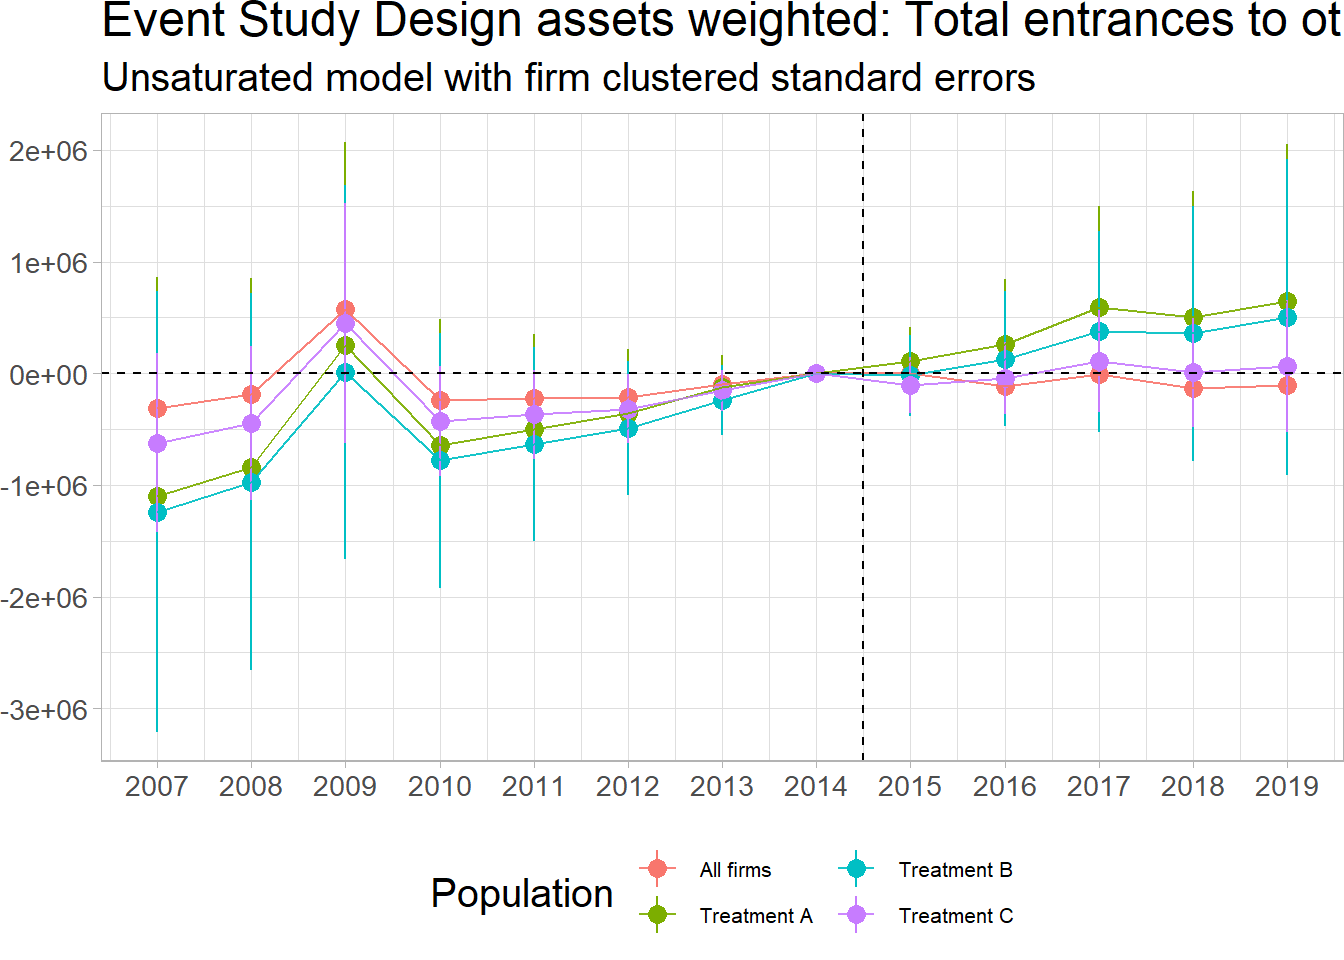 Event Study Design assets weighted: Total entrances to ot
Unsaturated model with firm clustered standard errors
2e+06
1e+06
0e+00
-1e+06
-2e+06
-3e+06
2007 2008 2009 2010 2011 2012 2013 2014 2015 2016 2017 2018 2019
Population
All firms
Treatment A
Treatment B
Treatment C